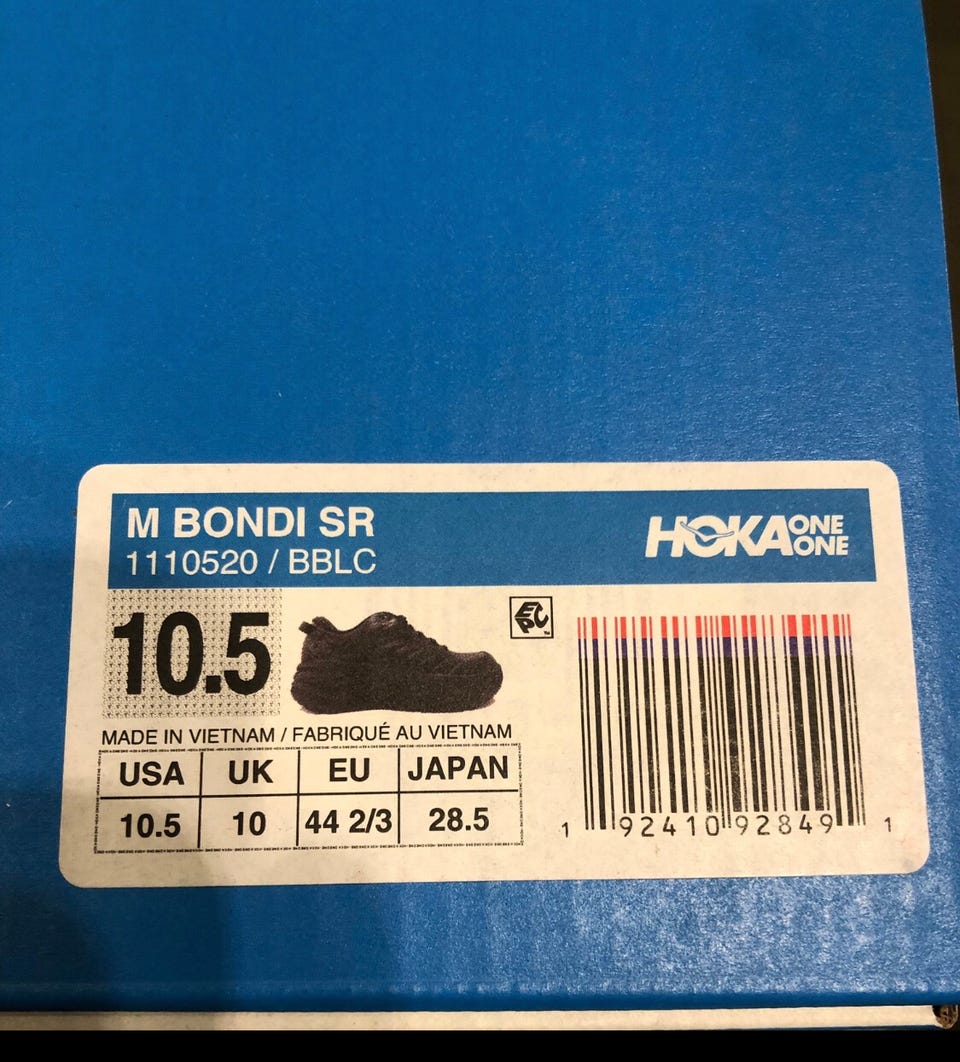 M BONDI SR
1110520 / BBLC
HOKA ONE ONE
10.5
EPC™
MADE IN VIETNAM / FABRIQUÉ AU VIETNAM
USA UK EU JAPAN
10.5 10 44 2/3 28.5
1 92410 92849 1